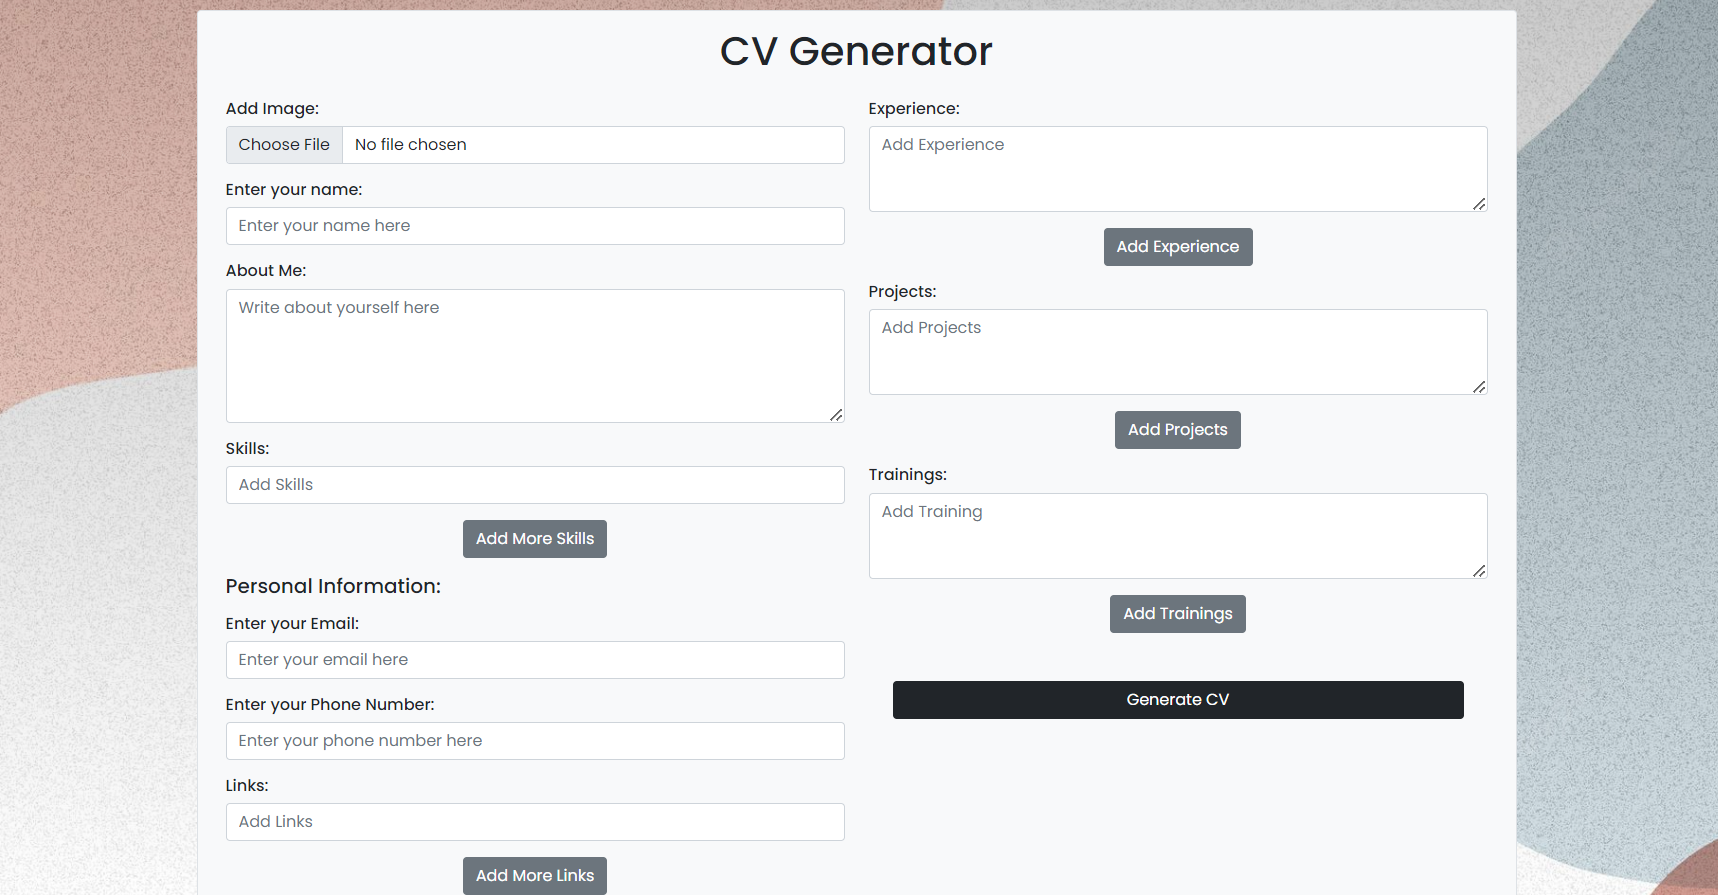 CV Generator
Add Image:
Choose File No file chosen
Enter your name:
Enter your name here
About Me:
Write about yourself here
Skills:
Add Skills
Add More Skills
Personal Information:
Enter your Email:
Enter your email here
Enter your Phone Number:
Enter your phone number here
Links:
Add Links
Add More Links
Experience:
Add Experience
Add Experience
Projects:
Add Projects
Add Projects
Trainings:
Add Training
Add Trainings
Generate CV